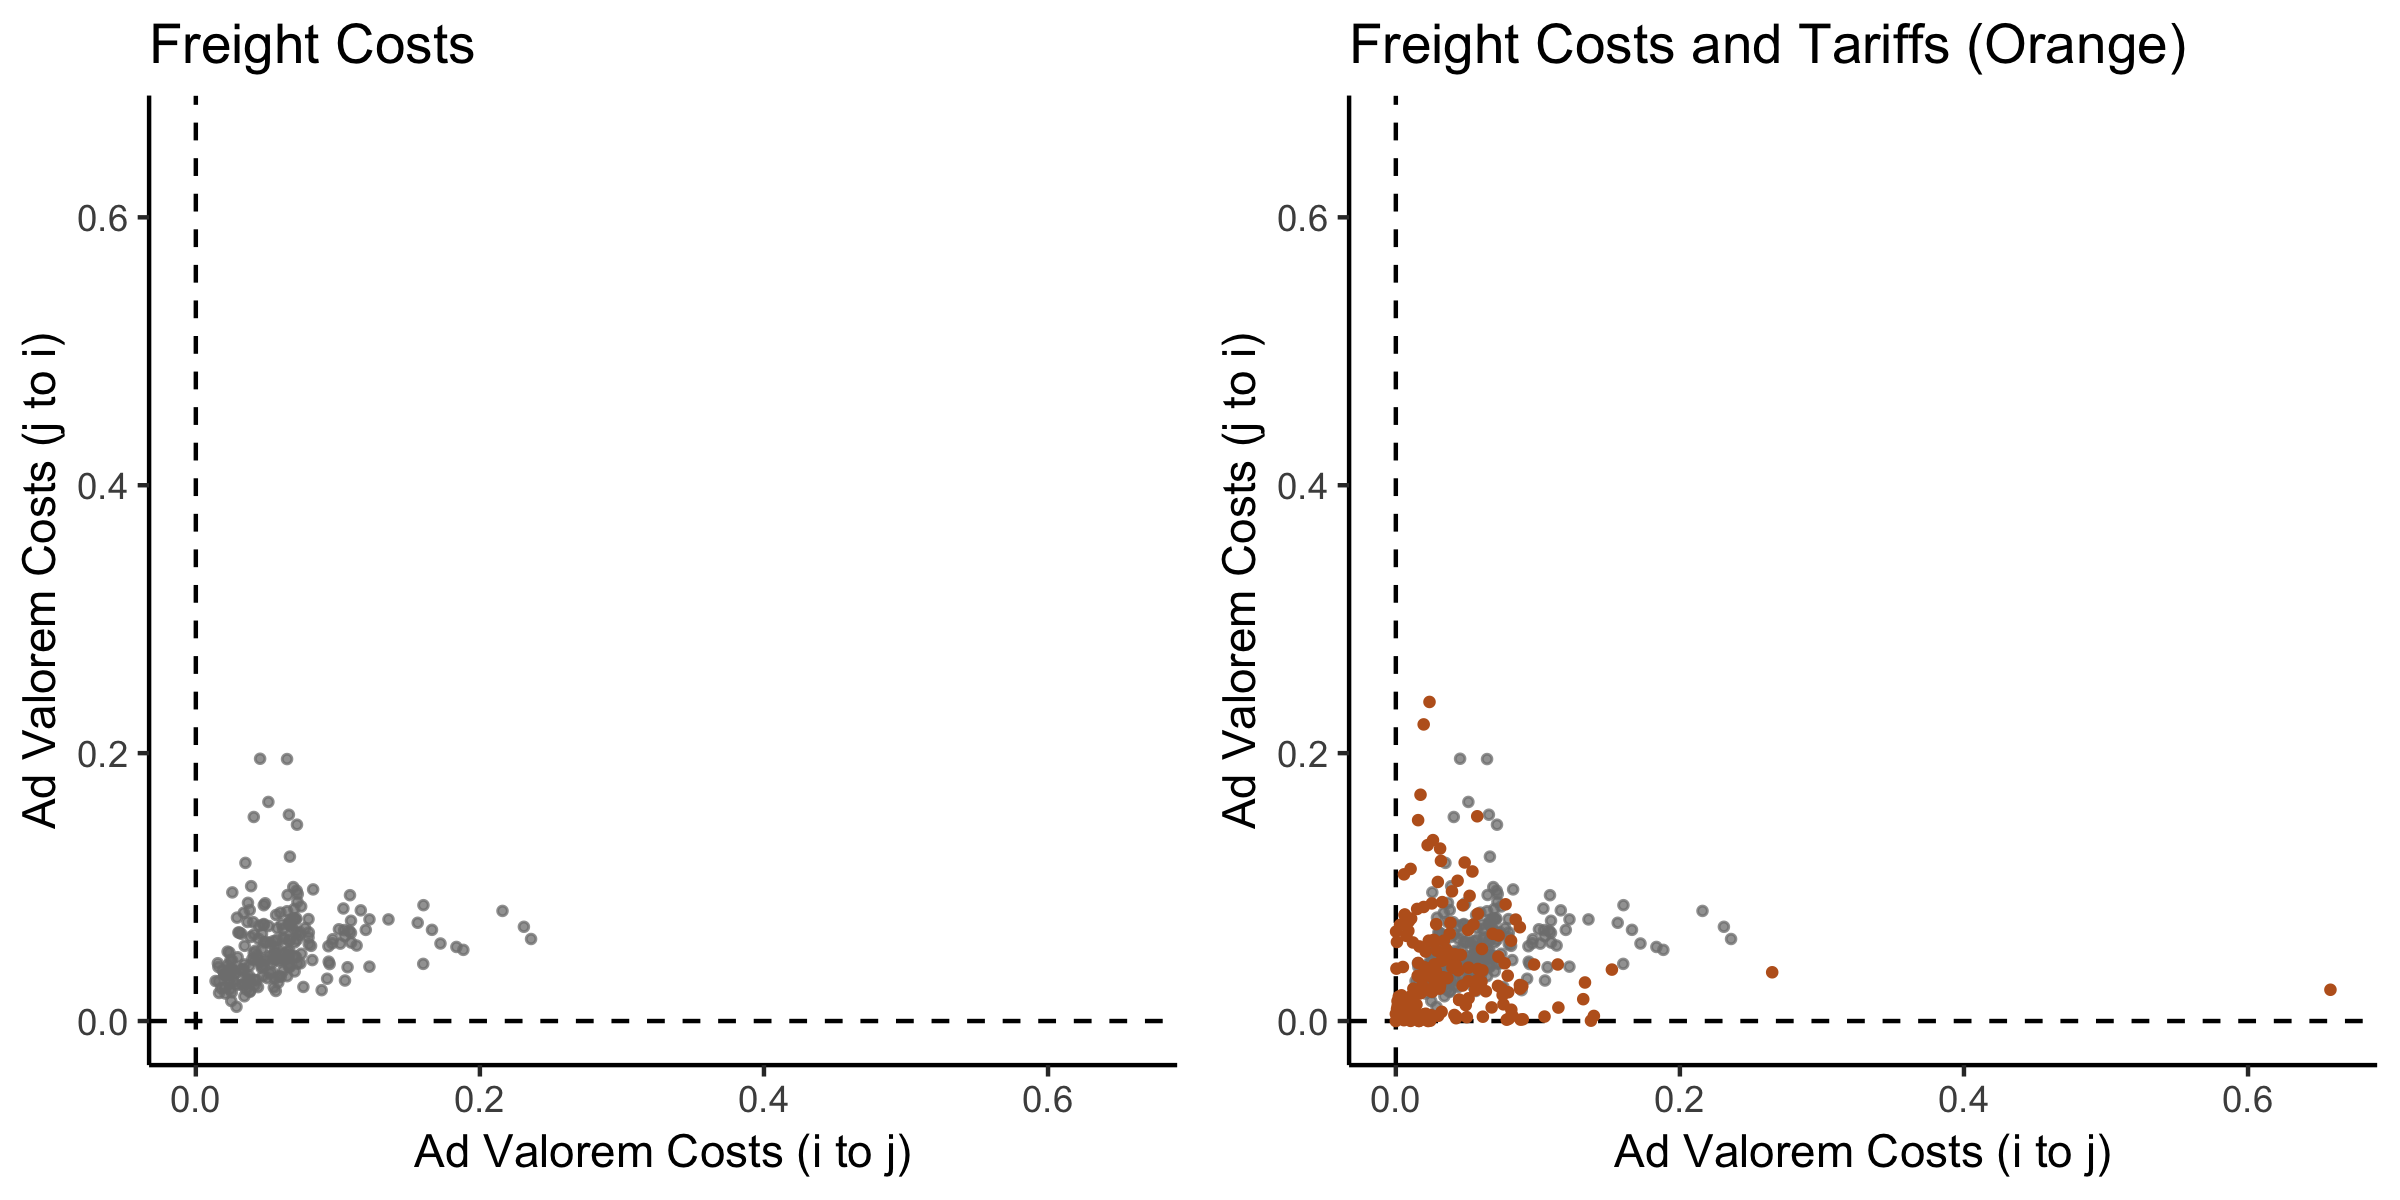 Freight Costs
Ad Valorem Costs (j to i)
0.6
0.4
0.2
0.0
0.0 0.2 0.4 0.6
Ad Valorem Costs (i to j)
Freight Costs and Tariffs (Orange)
Ad Valorem Costs (j to i)
0.6
0.4
0.2
0.0
0.0 0.2 0.4 0.6
Ad Valorem Costs (i to j)